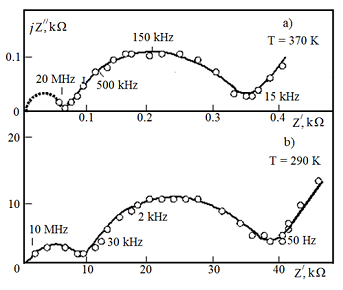 jZ″, kΩ
150 kHz
a)
T = 370 K
0.1
20 MHz
500 kHz
15 kHz
0
0.1
0.2
0.3
0.4
Z′, kΩ
20
b)
T = 290 K
10
10 MHz
2 kHz
30 kHz
50 Hz
0
10
20
30
40
Z′, kΩ